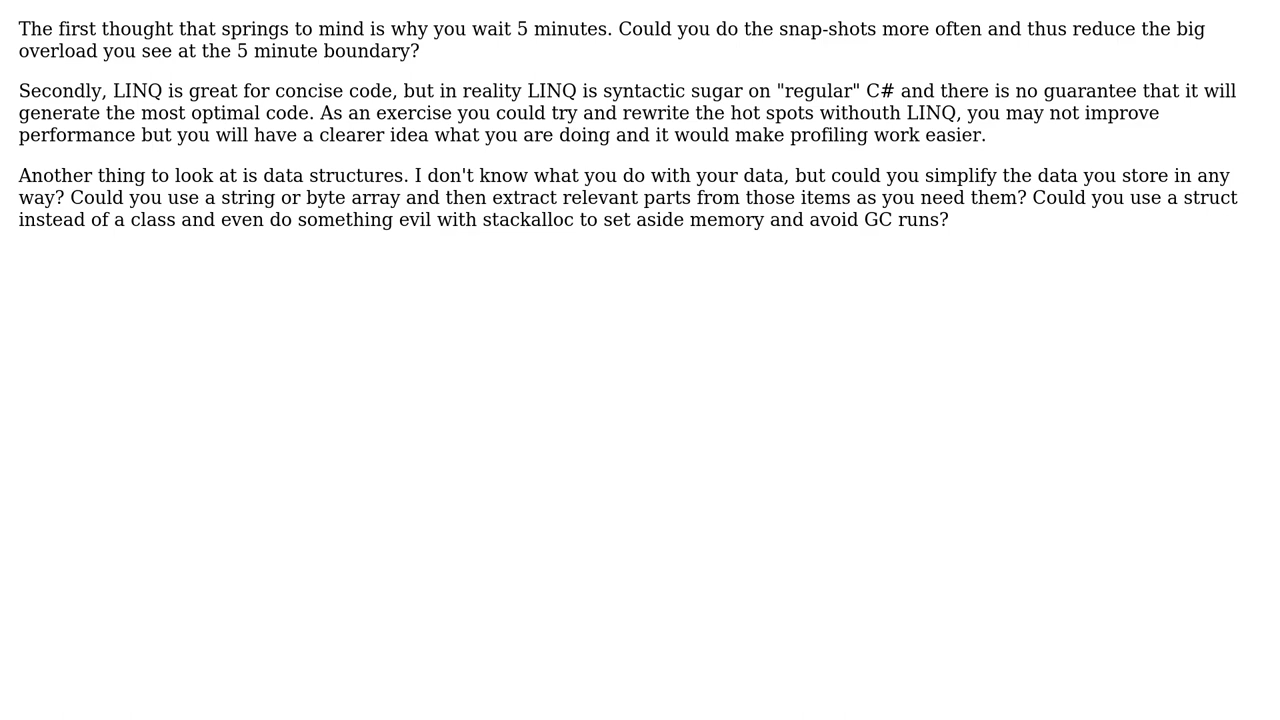 The first thought that springs to mind is why you wait 5 minutes. Could you do the snap-shots more often and thus reduce the big
overload you see at the 5 minute boundary?
Secondly, LINQ is great for concise code, but in reality LINQ is syntactic sugar on "regular" C# and there is no guarantee that it will
generate the most optimal code. As an exercise you could try and rewrite the hot spots withouth LINQ, you may not improve
performance but you will have a clearer idea what you are doing and it would make profiling work easier.
Another thing to look at is data structures. I don't know what you do with your data, but could you simplify the data you store in any
way? Could you use a string or byte array and then extract relevant parts from those items as you need them? Could you use a struct
instead of a class and even do something evil with stackalloc to set aside memory and avoid GC runs?